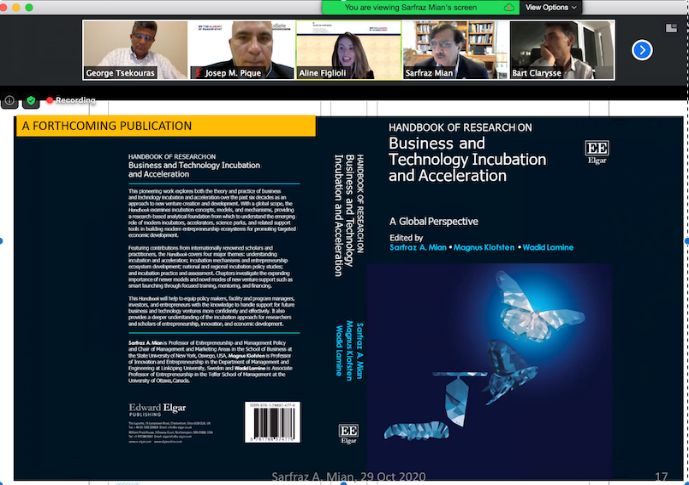 You are viewing Sarfraz Mian's screen
View Options
George Tsekouras
Josep M. Pique
Aline Figlioli
Sarfraz Mian
Bart Clarysse
Recording
A FORTHCOMING PUBLICATION
HANDBOOK OF RESEARCH ON
Business and Technology Incubation
and Acceleration
This pioneering work explores both the theory and practice of business
and technology incubation and acceleration over the past six decades as an
approach to new venture creation and development. With a global scope, the
Handbook examines incubation concepts, models, and mechanisms, providing
a research-based analytical foundation from which to understand the emerging
role of modern incubators, accelerators, science parks, and related support
tools in building modern entrepreneurship ecosystems for promoting targeted
economic development.
Featuring contributions from internationally renowned scholars and
practitioners, the Handbook covers four major themes: understanding
incubation and accelerator; incubation mechanisms and entrepreneurship
ecosystem development; national and regional incubation policy studies;
and incubation practice and assessment. Chapters investigate the expanding
importance of newer models and novel modes of new venture support such as
smart launching through focused training, mentoring, and financing.
This Handbook will help to equip policy makers, facility and program managers,
investors, and entrepreneurs with the knowledge to handle support for future
business and technology ventures more confidently and effectively. It also
provides a deeper understanding of the incubation approach for researchers
and scholars of entrepreneurship, innovation, and economic development.
Sarfraz A. Mian is Professor of Entrepreneurship and Management Policy
and Chair of Management and Marketing Areas in the School of Business at
the State University of New York, Oswego, USA, Magnus Klofsten is Professor
of Innovation and Entrepreneurship in the Department of Management and
Engineering at Linköping University, Sweden and Wadid Lamine is Associate
Professor of Entrepreneurship in the Telfer School of Management at the
University of Ottawa, Canada.
Edward Elgar
PUBLISHING
HANDBOOK OF RESEARCH ON
Business and Technology
Incubation and Acceleration
Sarfraz A. Mian
Magnus Klofsten
Wadid Lamine
EE
Elgar
HANDBOOK OF RESEARCH ON
Business and
Technology Incubation
and Acceleration
EE
Elgar
A Global Perspective
Edited by
Sarfraz A. Mian • Magnus Klofsten • Wadid Lamine
Sarfraz A. Mian, 29 Oct 2020
17